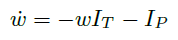 ẇ = −wI_T − I_P